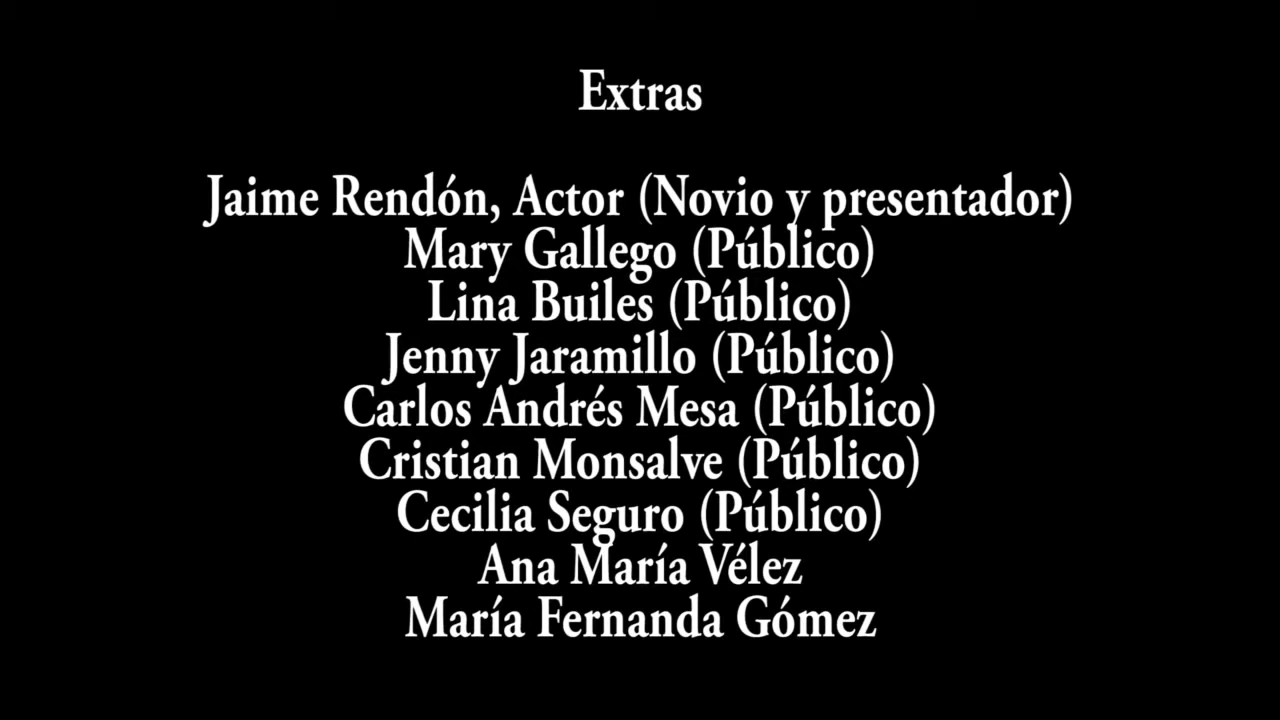 Extras
Jaime Rendón, Actor (Novio y presentador)
Mary Gallego (Público)
Lina Builes (Público)
Jenny Jaramillo (Público)
Carlos Andrés Mesa (Público)
Cristian Monsalve (Público)
Cecilia Seguro (Público)
Ana María Vélez
María Fernanda Gómez